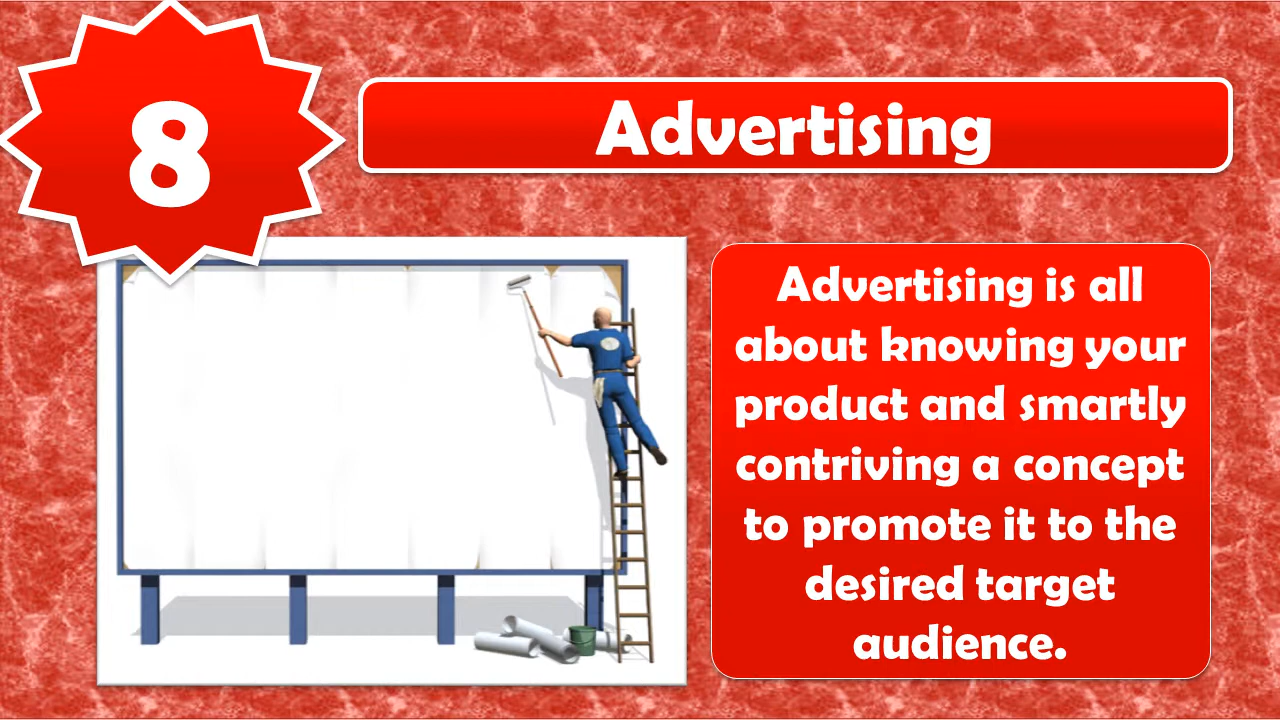 8
Advertising
Advertising is all
about knowing your
product and smartly
contriving a concept
to promote it to the
desired target
audience.